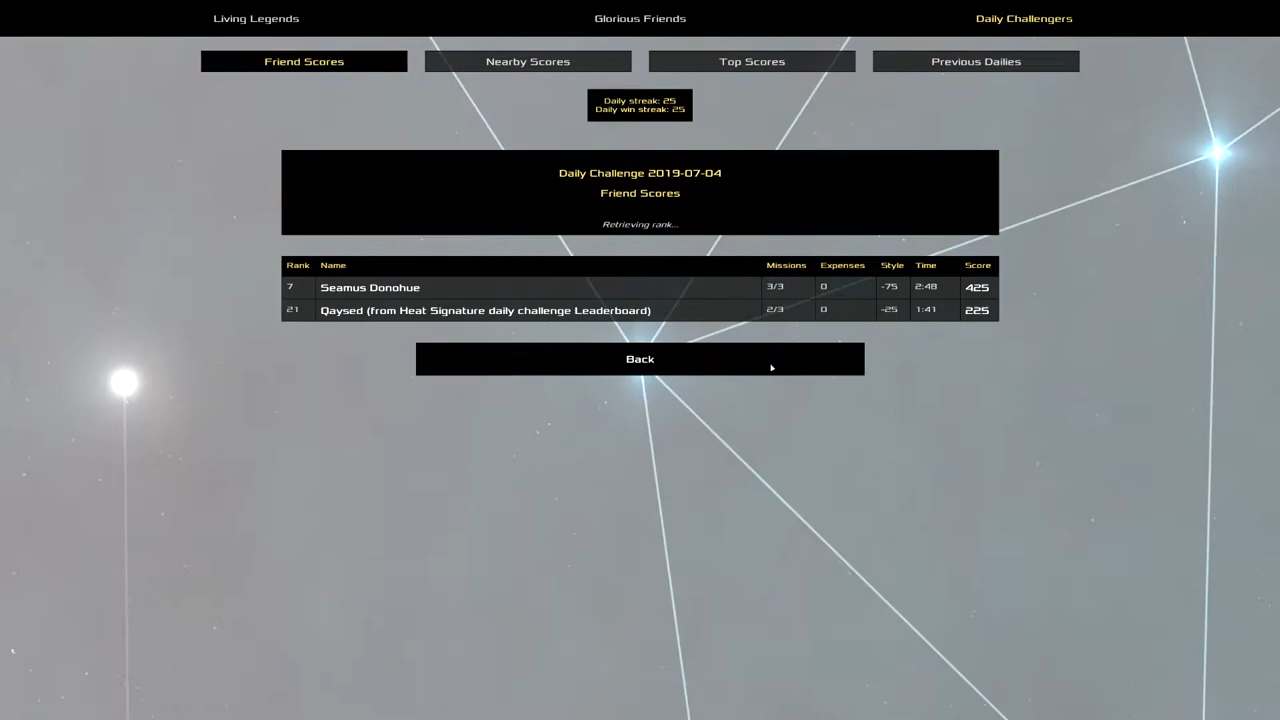 Living Legends Glorious Friends Daily Challengers
Friend Scores Nearby Scores Top Scores Previous Dailies
Daily streak: 25
Daily win streak: 25
Daily Challenge 2019-07-04
Friend Scores
Retrieving rank...
Rank Name Missions Expenses Style Time Score
7 Seamus Donohue 3/3 0 -75 2:48 425
21 Qaysed (from Heat Signature daily challenge Leaderboard) 2/3 0 -25 1:41 225
Back